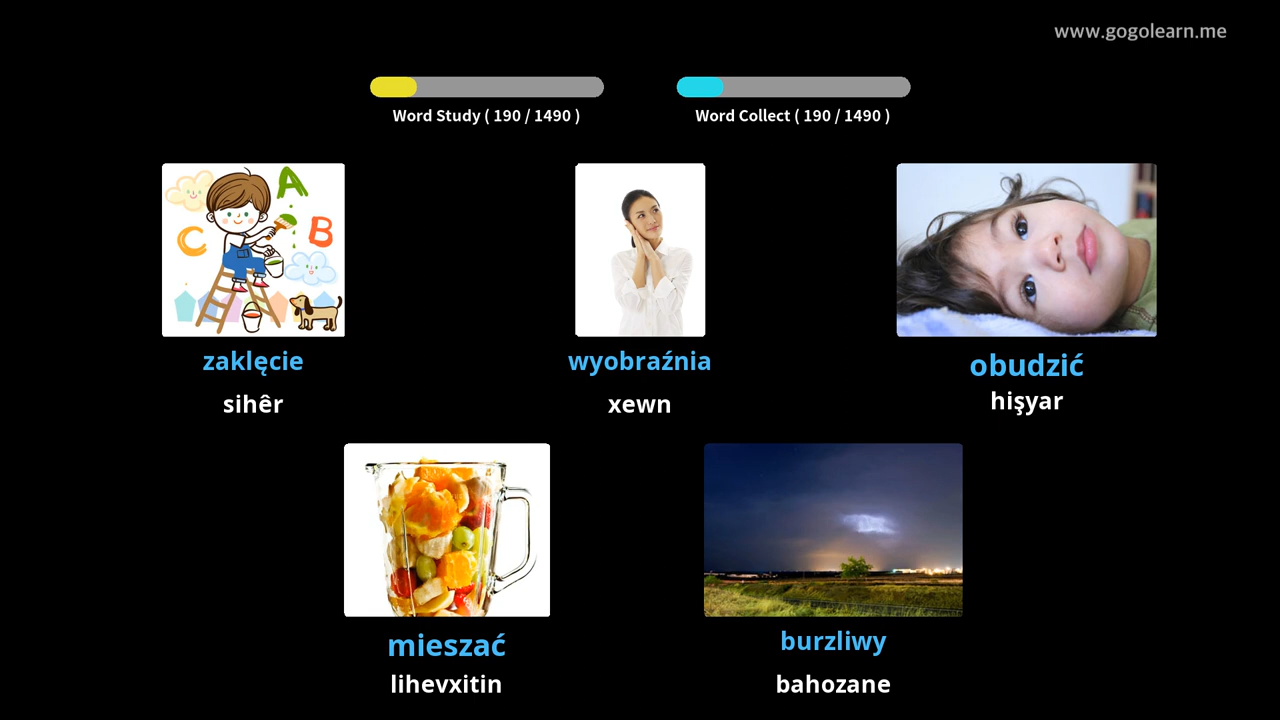 www.gogolearn.me
Word Study ( 190 / 1490 )
Word Collect ( 190 / 1490 )
A
B
C
zaklęcie
sihêr
wyobraźnia
xewn
obudzić
hişyar
mieszać
lihevxitin
burzliwy
bahozane